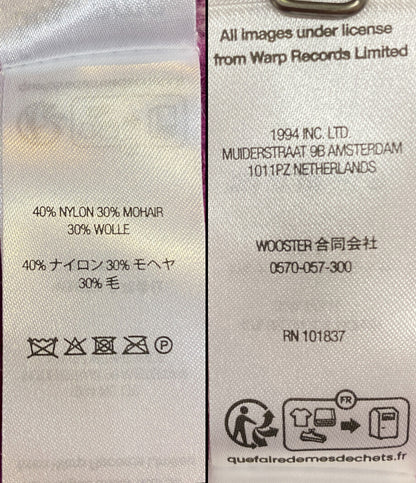 40% NYLON 30% MOHAIR
30% WOLLE
40% ナイロン 30% モヘヤ
30% 毛
P
All images under license
from Warp Records Limited
1994 INC. LTD.
MUIDERSTRAAT 9B AMSTERDAM
1011PZ NETHERLANDS
WOOSTER 合同会社
0570-057-300
RN 101837
FR
quefairedemesdechets.fr